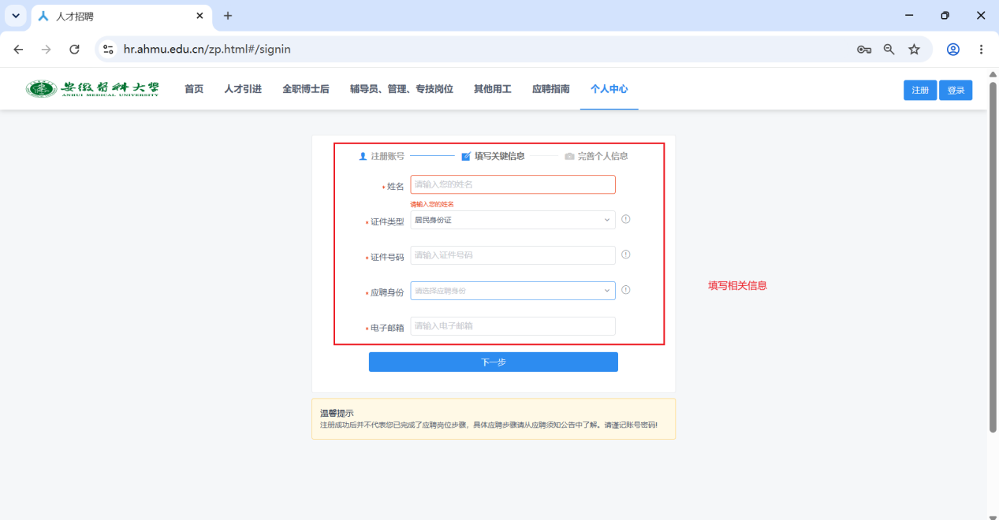 人才招聘
hr.ahmu.edu.cn/zp.html#/signin
安徽医科大学
ANHUI MEDICAL UNIVERSITY
首页 人才引进 全职博士后 辅导员、管理、专技岗位 其他用工 应聘指南 个人中心 注册 登录
注册账号 填写关键信息 完善个人信息
* 姓名 请输入您的姓名
请输入您的姓名
* 证件类型 居民身份证
* 证件号码 请输入证件号码
填写相关信息
* 应聘身份 请选择应聘身份
* 电子邮箱 请输入电子邮箱
下一步
温馨提示
注册成功后并不代表您已完成了应聘岗位步骤，具体应聘步骤请从应聘须知公告中了解。请谨记账号密码!